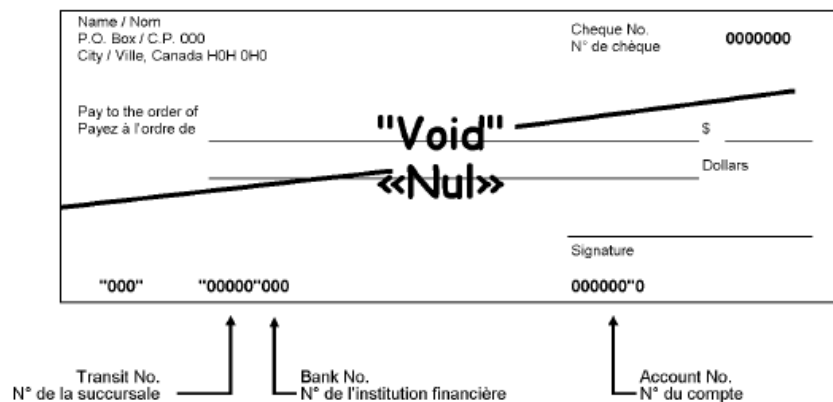 Name / Nom
P.O. Box / C.P. 000
City / Ville, Canada H0H 0H0
Cheque No.
N° de chèque
0000000
Pay to the order of
Payez à l'ordre de
"Void"
$
«Nul»
Dollars
Signature
"000" "00000"000 000000"0
Transit No.
N° de la succursale
Bank No.
N° de l'institution financière
Account No.
N° du compte